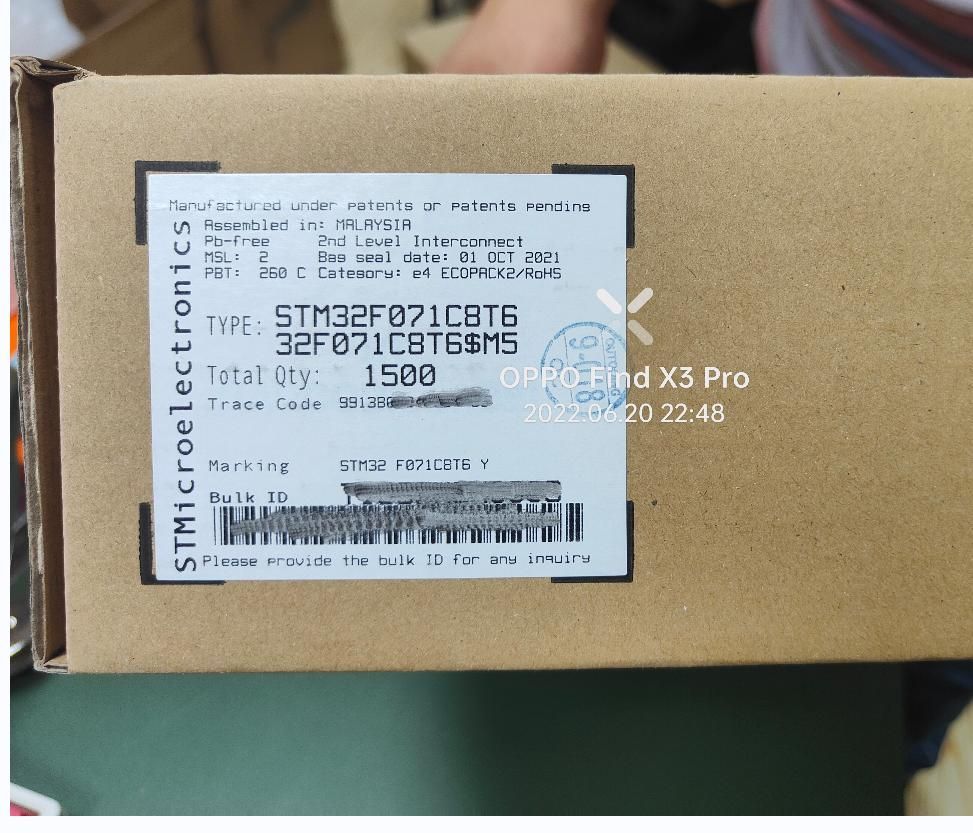 STMicroelectronics
Manufactured under patents or patents pending
Assembled in: MALAYSIA
Pb-free 2nd Level Interconnect
MSL: 2 Bag seal date: 01 OCT 2021
PBT: 260 C Category: e4 ECOPACK2/RoHS
TYPE: STM32F071C8T6
32F071C8T6$M5
Total Qty: 1500
Trace Code 9913B
Marking STM32 F071C8T6 Y
Bulk ID
Please provide the bulk ID for any inquiry
OPPO Find X3 Pro
2022.06.20 22:48